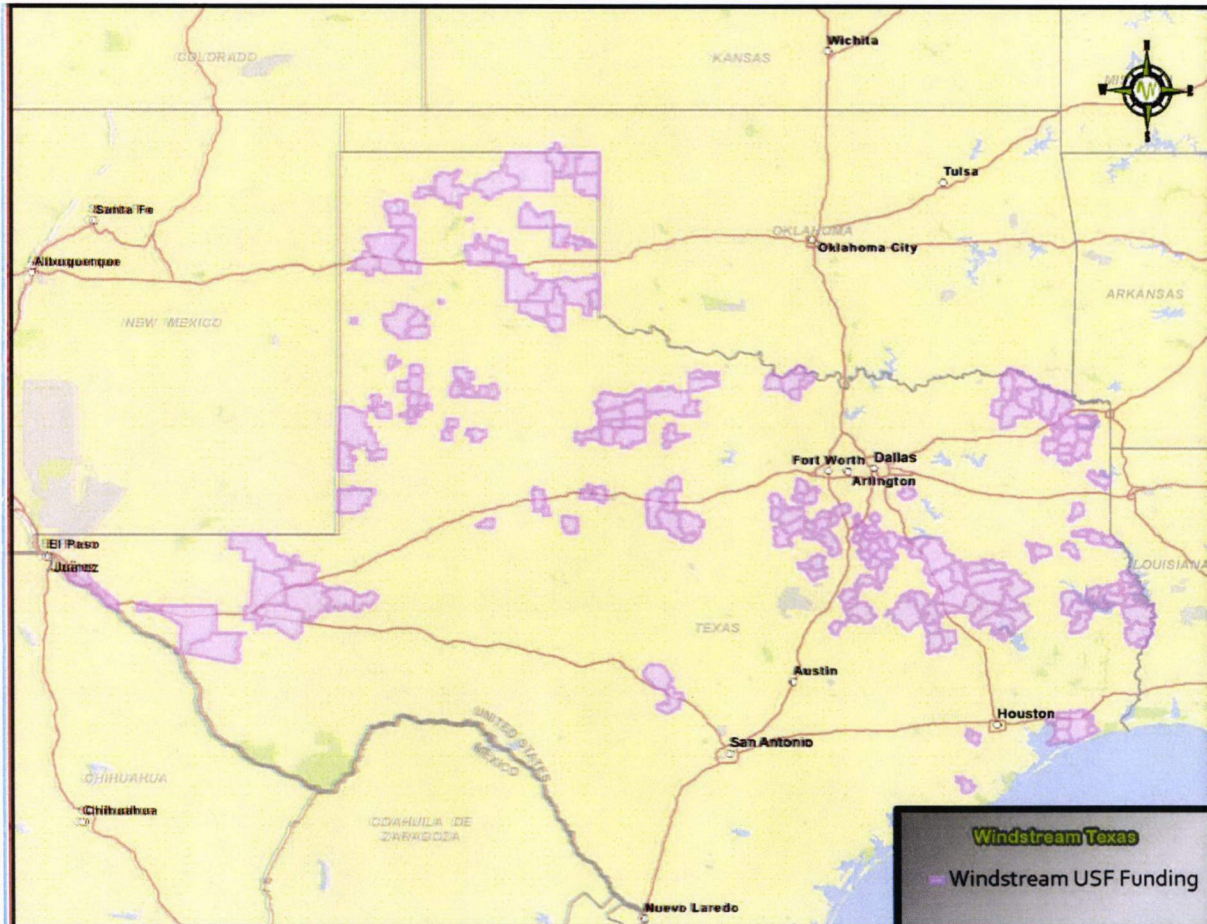 Wichita
COLORADO
KANSAS
N
W
E
S
Tulsa
Santa Fe
OKLAHOMA
Oklahoma City
Albuquerque
ARKANSAS
NEW MEXICO
Fort Worth
Dallas
Arlington
El Paso
Juárez
LOUISIANA
TEXAS
Austin
Houston
UNITED STATES
MEXICO
San Antonio
CHIHUAHUA
Chihuahua
COAHUILA DE
ZARAGOZA
Windstream Texas
Windstream USF Funding
Nuevo Laredo